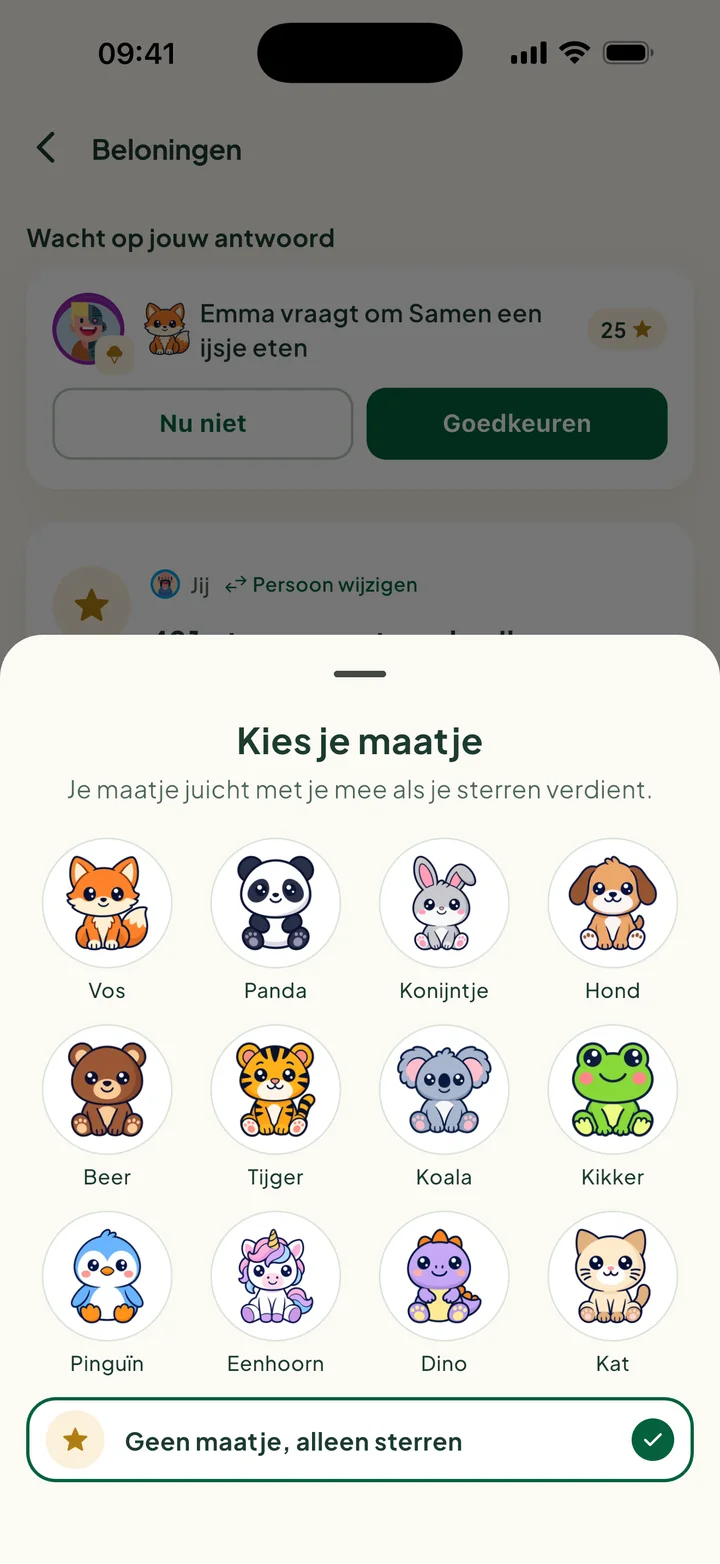 09:41
Beloningen
Wacht op jouw antwoord
Emma vraagt om Samen een
ijsje eten
25
Nu niet
Goedkeuren
Jij
Persoon wijzigen
Kies je maatje
Je maatje juicht met je mee als je sterren verdient.
Vos
Panda
Konijntje
Hond
Beer
Tijger
Koala
Kikker
Pinguïn
Eenhoorn
Dino
Kat
Geen maatje, alleen sterren